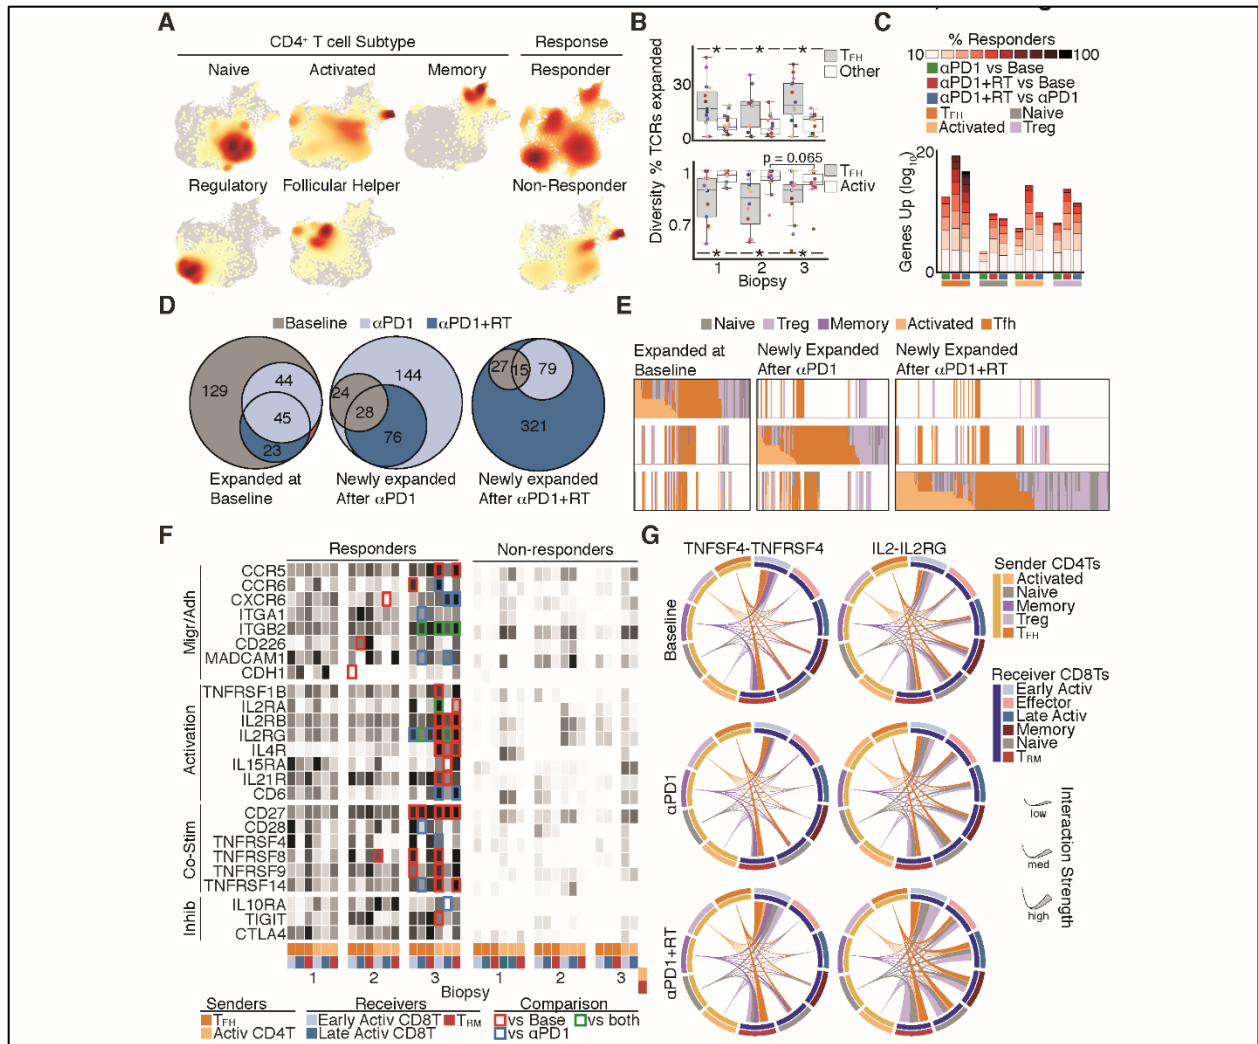 A
CD4+ T cell Subtype
Response
Naive
Activated
Memory
Responder
Regulatory
Follicular Helper
Non-Responder
B
% TCRs expanded
30
0
TFH
Other
Diversity
1
0.7
p = 0.065
TFH
Activ
1 2 3
Biopsy
C
% Responders
10 100
αPD1 vs Base
αPD1+RT vs Base
αPD1+RT vs αPD1
TFH Naive
Activated Treg
Genes Up (log10)
20
0
D
Baseline αPD1 αPD1+RT
129 44 45 23
24 144 28 76
27 15 79 321
Expanded at
Baseline
Newly expanded
After αPD1
Newly expanded
After αPD1+RT
E
Naive Treg Memory Activated Tfh
Expanded at
Baseline
Newly Expanded
After αPD1
Newly Expanded
After αPD1+RT
F
Responders
Non-responders
Migr/Adh
CCR5
CCR6
CXCR6
ITGA1
ITGB2
CD226
MADCAM1
CDH1
Activation
TNFRSF1B
IL2RA
IL2RB
IL2RG
IL4R
IL15RA
IL21R
CD6
Co-Stim
CD27
CD28
TNFRSF4
TNFRSF8
TNFRSF9
TNFRSF14
Inhib
IL10RA
TIGIT
CTLA4
1 2 3 1 2 3
Biopsy
Senders
TFH
Activ CD4T
Receivers
Early Activ CD8T TRM
Late Activ CD8T
Comparison
vs Base vs both
vs αPD1
G
TNFSF4-TNFRSF4
IL2-IL2RG
Baseline
αPD1
αPD1+RT
Sender CD4Ts
Activated
Naive
Memory
Treg
TFH
Receiver CD8Ts
Early Activ
Effector
Late Activ
Memory
Naive
TRM
Interaction Strength
low
med
high